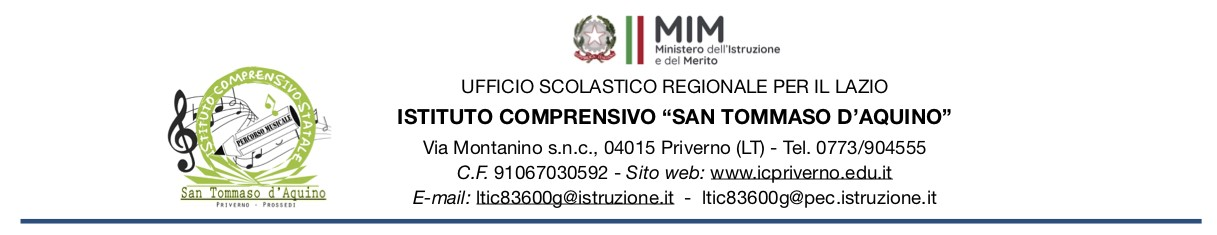 MIM
Ministero dell'Istruzione
e del Merito
UFFICIO SCOLASTICO REGIONALE PER IL LAZIO
ISTITUTO COMPRENSIVO “SAN TOMMASO D’AQUINO”
Via Montanino s.n.c., 04015 Priverno (LT) - Tel. 0773/904555
C.F. 91067030592 - Sito web: www.icpriverno.edu.it
E-mail: ltic83600g@istruzione.it - ltic83600g@pec.istruzione.it
ISTITUTO COMPRENSIVO STATALE
PERCORSO MUSICALE
San Tommaso d'Aquino
PRIVERNO - PROSSEDI